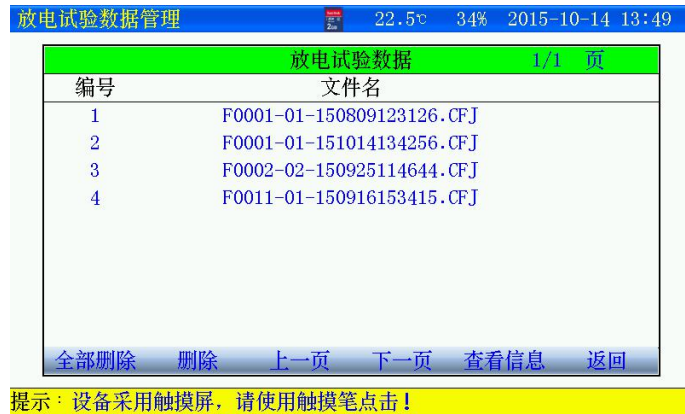 放电试验数据管理 22.5℃ 34% 2015-10-14 13:49
放电试验数据 1/1 页
编号 文件名
1 F0001-01-150809123126.CFJ
2 F0001-01-151014134256.CFJ
3 F0002-02-150925114644.CFJ
4 F0011-01-150916153415.CFJ
全部删除 删除 上一页 下一页 查看信息 返回
提示：设备采用触摸屏，请使用触摸笔点击！